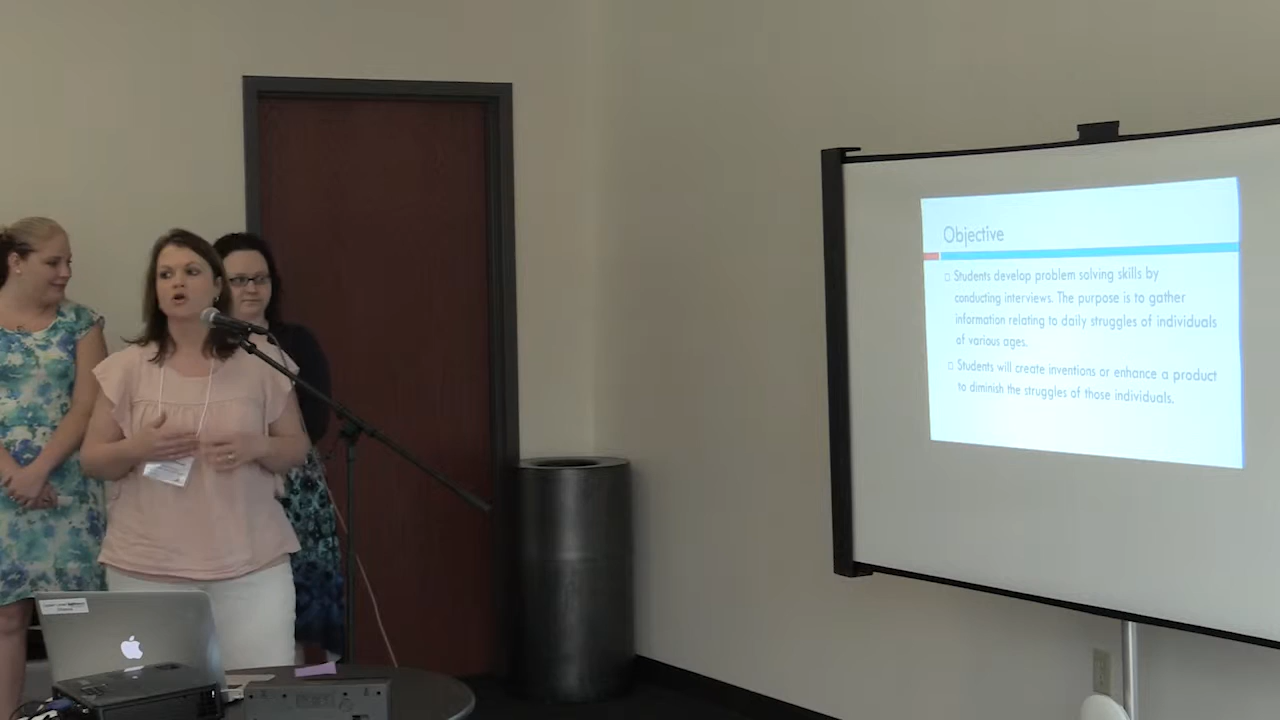 Objective
Students develop problem solving skills by
conducting interviews. The purpose is to gather
information relating to daily struggles of individuals
of various ages.
Students will create inventions or enhance a product
to diminish the struggles of those individuals.